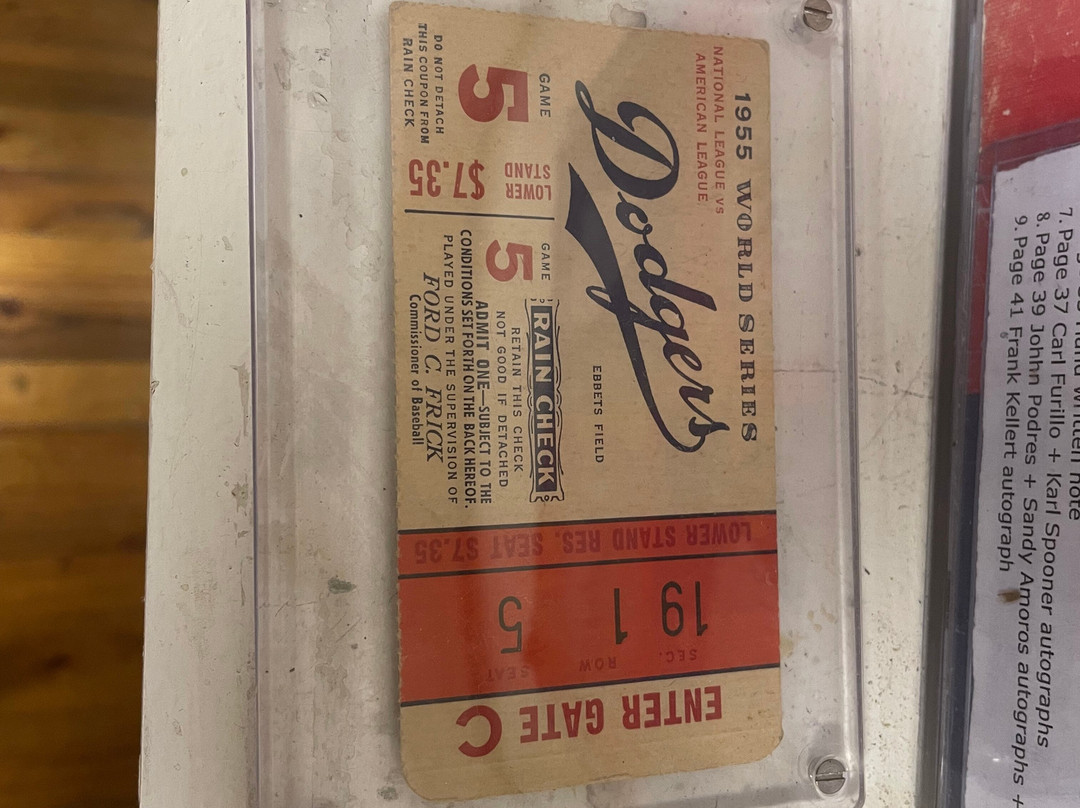 1955 WORLD SERIES
NATIONAL LEAGUE VS
AMERICAN LEAGUE
Dodgers
EBBETS FIELD
GAME
5
DO NOT DETACH
THIS COUPON FROM
RAIN CHECK
LOWER
STAND
$7.35
GAME
5
RAIN CHECK
RETAIN THIS CHECK
NOT GOOD IF DETACHED
ADMIT ONE—SUBJECT TO THE
CONDITIONS SET FORTH ON THE BACK HEREOF.
PLAYED UNDER THE SUPERVISION OF
FORD C. FRICK
Commissioner of Baseball
LOWER STAND RES. SEAT $7.35
SEC. ROW SEAT
19 1 5
ENTER GATE C
hand written note
7. Page 37 Carl Furillo + Karl Spooner autographs
8. Page 39 Johhn Podres + Sandy Amoros autographs +
9. Page 41 Frank Kellert autograph